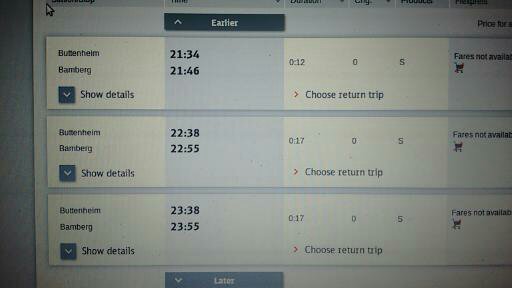 Station/Stop Time Duration Chg. Products Flexpreis
Earlier
Price for a
Buttenheim 21:34
Bamberg 21:46
0:12 0 S
Fares not availab
Show details
Choose return trip
Buttenheim 22:38
Bamberg 22:55
0:17 0 S
Fares not availab
Show details
Choose return trip
Buttenheim 23:38
Bamberg 23:55
0:17 0 S
Fares not availab
Show details
Choose return trip
Later